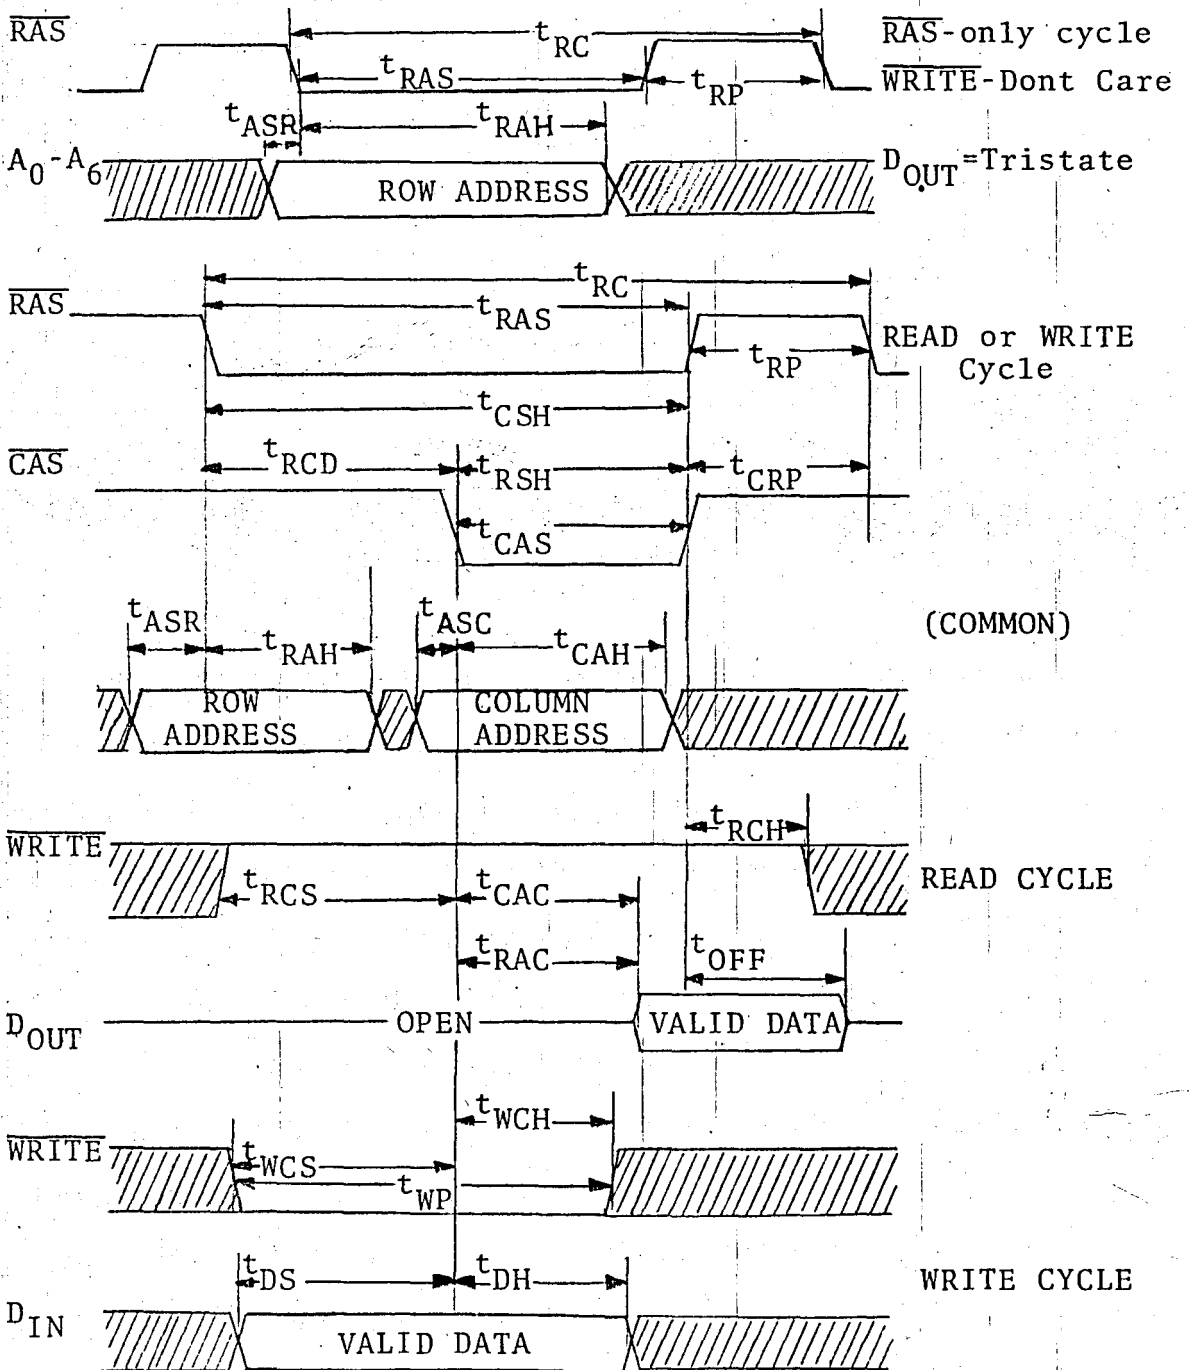 RAS
tRC
RAS-only cycle
tRAS
tRP
WRITE-Dont Care
tASR
tRAH
A0-A6
ROW ADDRESS
DOUT=Tristate
tRC
RAS
tRAS
READ or WRITE
Cycle
tRP
tCSH
CAS
tRCD
tRSH
tCRP
tCAS
tASR
tRAH
tASC
tCAH
(COMMON)
ROW
ADDRESS
COLUMN
ADDRESS
tRCH
WRITE
tRCS
tCAC
READ CYCLE
tRAC
tOFF
DOUT
OPEN
VALID DATA
tWCH
WRITE
tWCS
tWP
tDS
tDH
WRITE CYCLE
DIN
VALID DATA